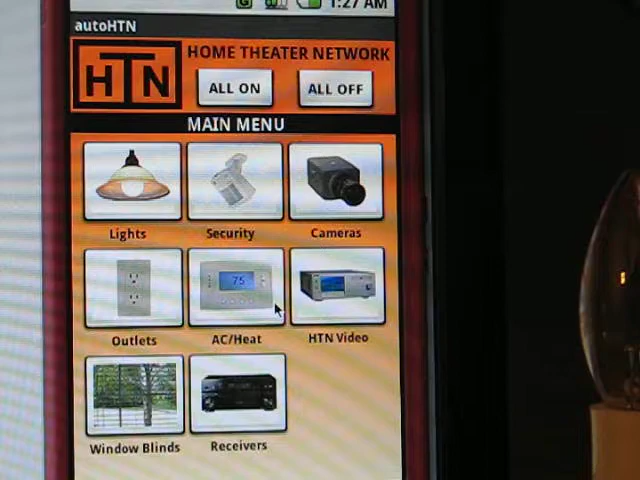 1:27 AM
autoHTN
HTN
HOME THEATER NETWORK
ALL ON
ALL OFF
MAIN MENU
Lights
Security
Cameras
75
Outlets
AC/Heat
HTN Video
Window Blinds
Receivers